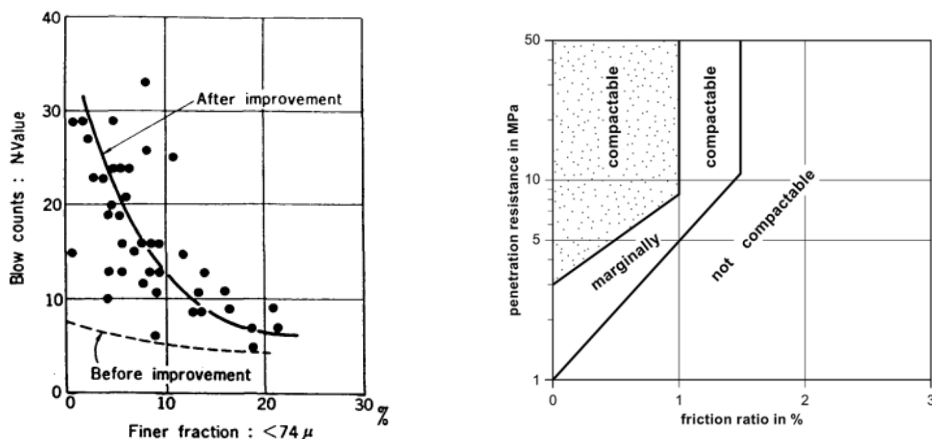 40
30
20
10
0
Blow counts : N-Value
After improvement
Before improvement
0
10
20
30
%
Finer fraction : <74 μ
50
10
5
1
penetration resistance in MPa
compactable
compactable
marginally
not compactable
0
1
2
3
friction ratio in %